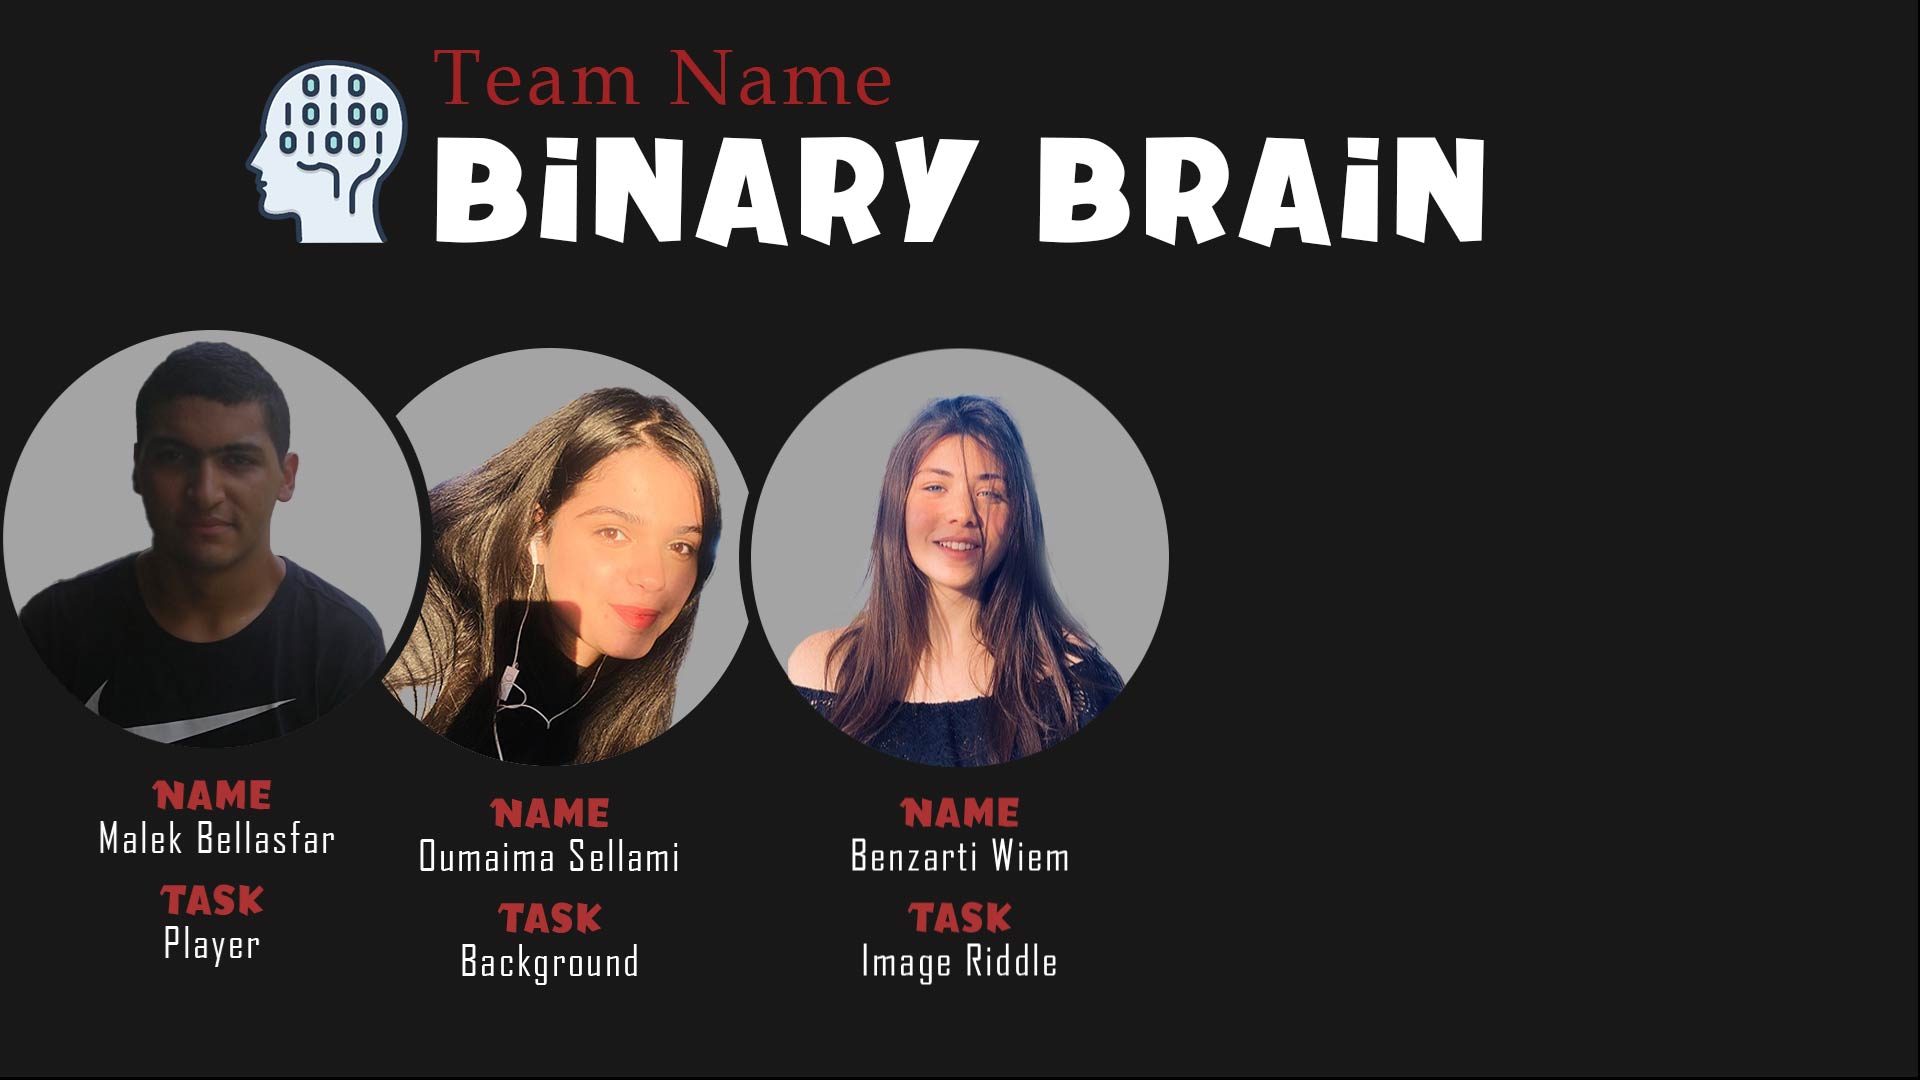 010
10100
01001
Team Name
BiNARY BRAiN
NAME
Malek Bellasfar
TASK
Player
NAME
Oumaima Sellami
TASK
Background
NAME
Benzarti Wiem
TASK
Image Riddle